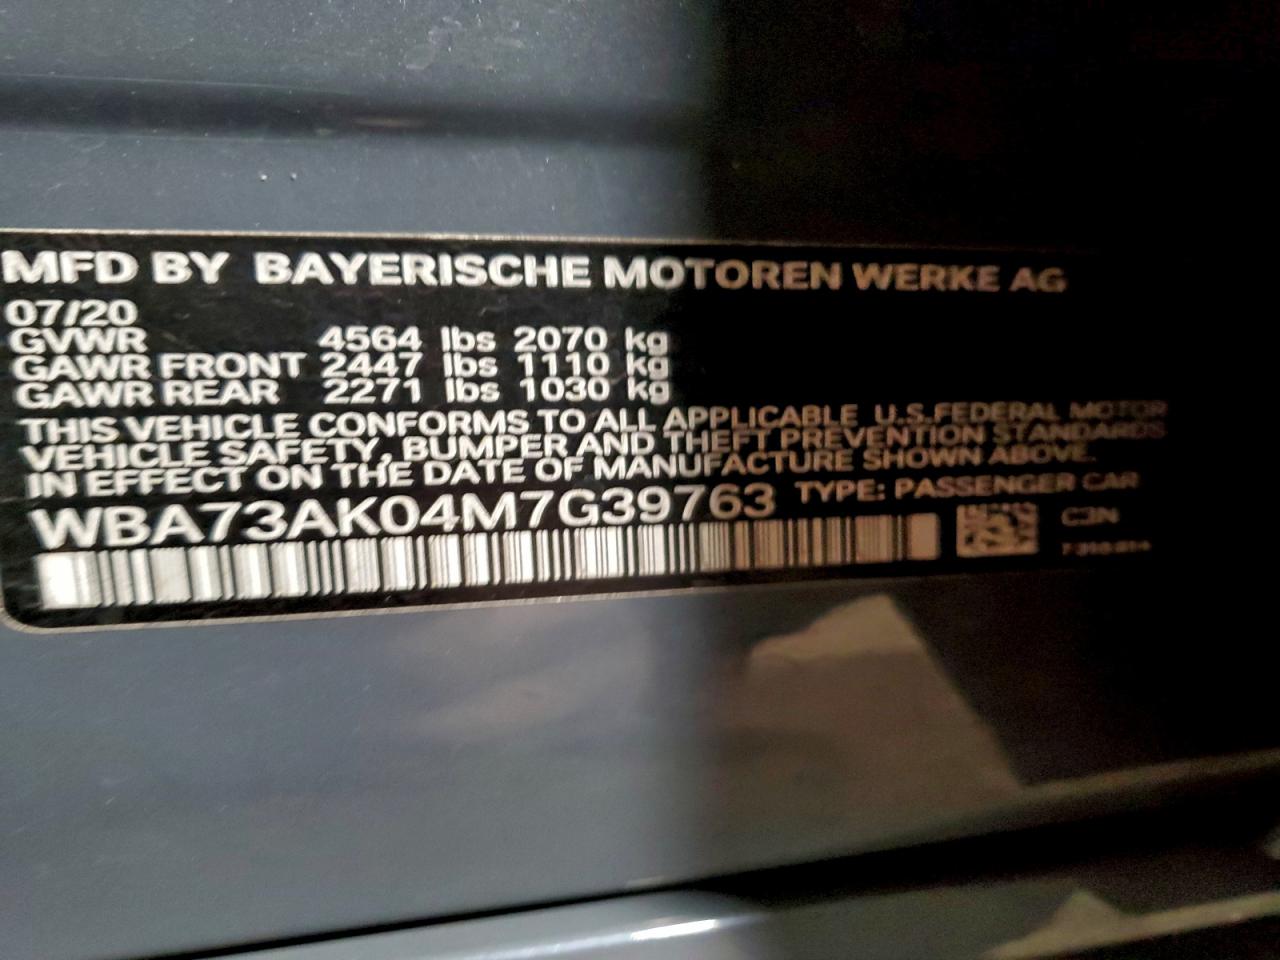 MFD BY BAYERISCHE MOTOREN WERKE AG
07/20
GVWR 4564 lbs 2070 kg
GAWR FRONT 2447 lbs 1110 kg
GAWR REAR 2271 lbs 1030 kg
THIS VEHICLE CONFORMS TO ALL APPLICABLE U.S.FEDERAL MOTOR
VEHICLE SAFETY, BUMPER AND THEFT PREVENTION STANDARDS
IN EFFECT ON THE DATE OF MANUFACTURE SHOWN ABOVE.
WBA73AK04M7G39763 TYPE: PASSENGER CAR
C3N